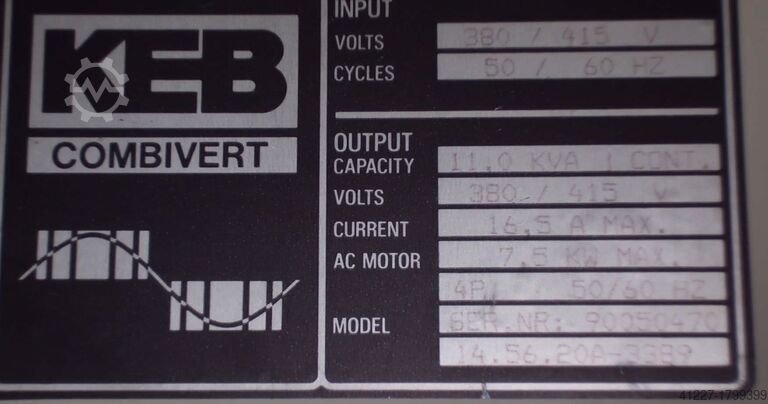 KEB
COMBIVERT
INPUT
VOLTS 380 / 415 V
CYCLES 50 / 60 HZ
OUTPUT
CAPACITY 11.0 KVA CONT.
VOLTS 380 / 415 V
CURRENT 16,5 A MAX.
AC MOTOR 7,5 KW MAX.
4P 50/60 HZ
MODEL SER.NR: 90050470
14.56.20A-3389
41227-1799399